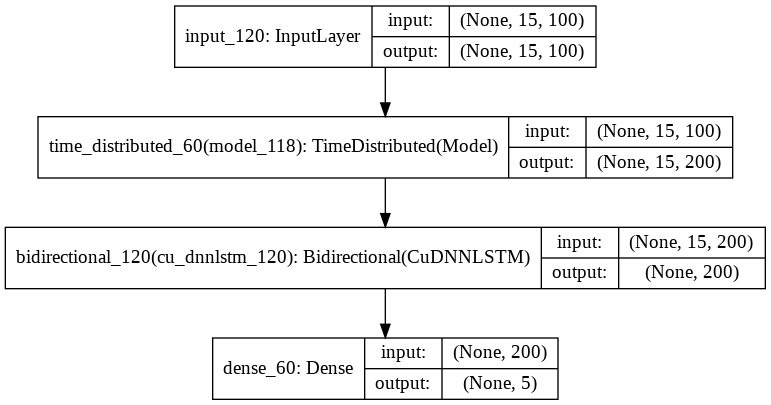 input_120: InputLayer
input: (None, 15, 100)
output: (None, 15, 100)
time_distributed_60(model_118): TimeDistributed(Model)
input: (None, 15, 100)
output: (None, 15, 200)
bidirectional_120(cu_dnnlstm_120): Bidirectional(CuDNNLSTM)
input: (None, 15, 200)
output: (None, 200)
dense_60: Dense
input: (None, 200)
output: (None, 5)